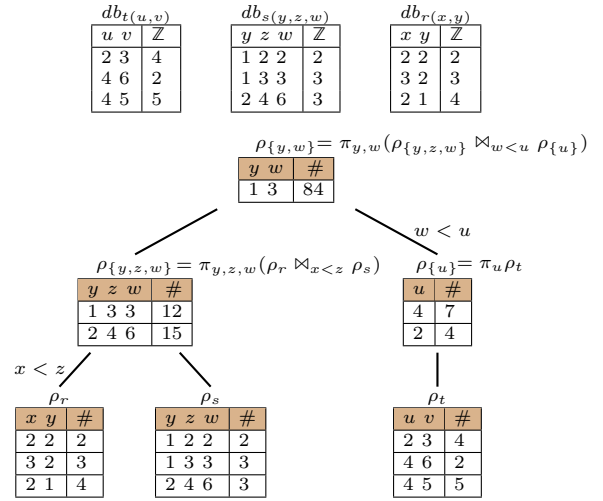 db_{t(u,v)} db_{s(y,z,w)} db_{r(x,y)}
u v ℤ y z w ℤ x y ℤ
2 3 4 1 2 2 2 2 2 2
4 6 2 1 3 3 3 3 2 3
4 5 5 2 4 6 3 2 1 4
ρ_{\{y,w\}} = π_{y,w}(ρ_{\{y,z,w\}} ⋈_{w<u} ρ_{\{u\}})
y w #
1 3 84
w < u
ρ_{\{y,z,w\}} = π_{y,z,w}(ρ_r ⋈_{x<z} ρ_s) ρ_{\{u\}} = π_u ρ_t
y z w # u #
1 3 3 12 4 7
2 4 6 15 2 4
x < z
ρ_r ρ_s ρ_t
x y # y z w # u v #
2 2 2 1 2 2 2 2 3 4
3 2 3 1 3 3 3 4 6 2
2 1 4 2 4 6 3 4 5 5